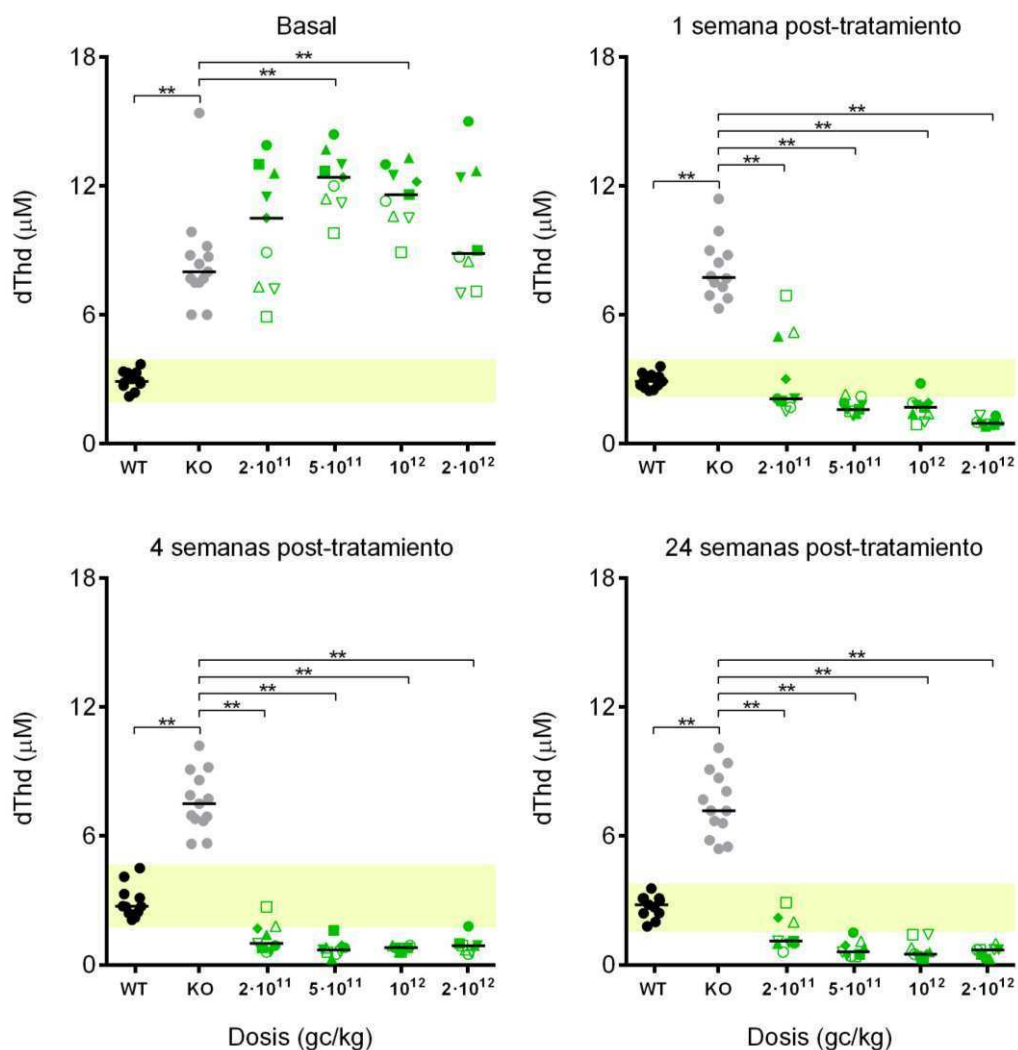 Basal
18
12
6
0
dThd (μM)
**
**
**
WT KO 2·10¹¹ 5·10¹¹ 10¹² 2·10¹²
1 semana post-tratamiento
18
12
6
0
dThd (μM)
**
**
**
**
**
WT KO 2·10¹¹ 5·10¹¹ 10¹² 2·10¹²
4 semanas post-tratamiento
18
12
6
0
dThd (μM)
**
**
**
**
**
WT KO 2·10¹¹ 5·10¹¹ 10¹² 2·10¹²
Dosis (gc/kg)
24 semanas post-tratamiento
18
12
6
0
dThd (μM)
**
**
**
**
**
WT KO 2·10¹¹ 5·10¹¹ 10¹² 2·10¹²
Dosis (gc/kg)